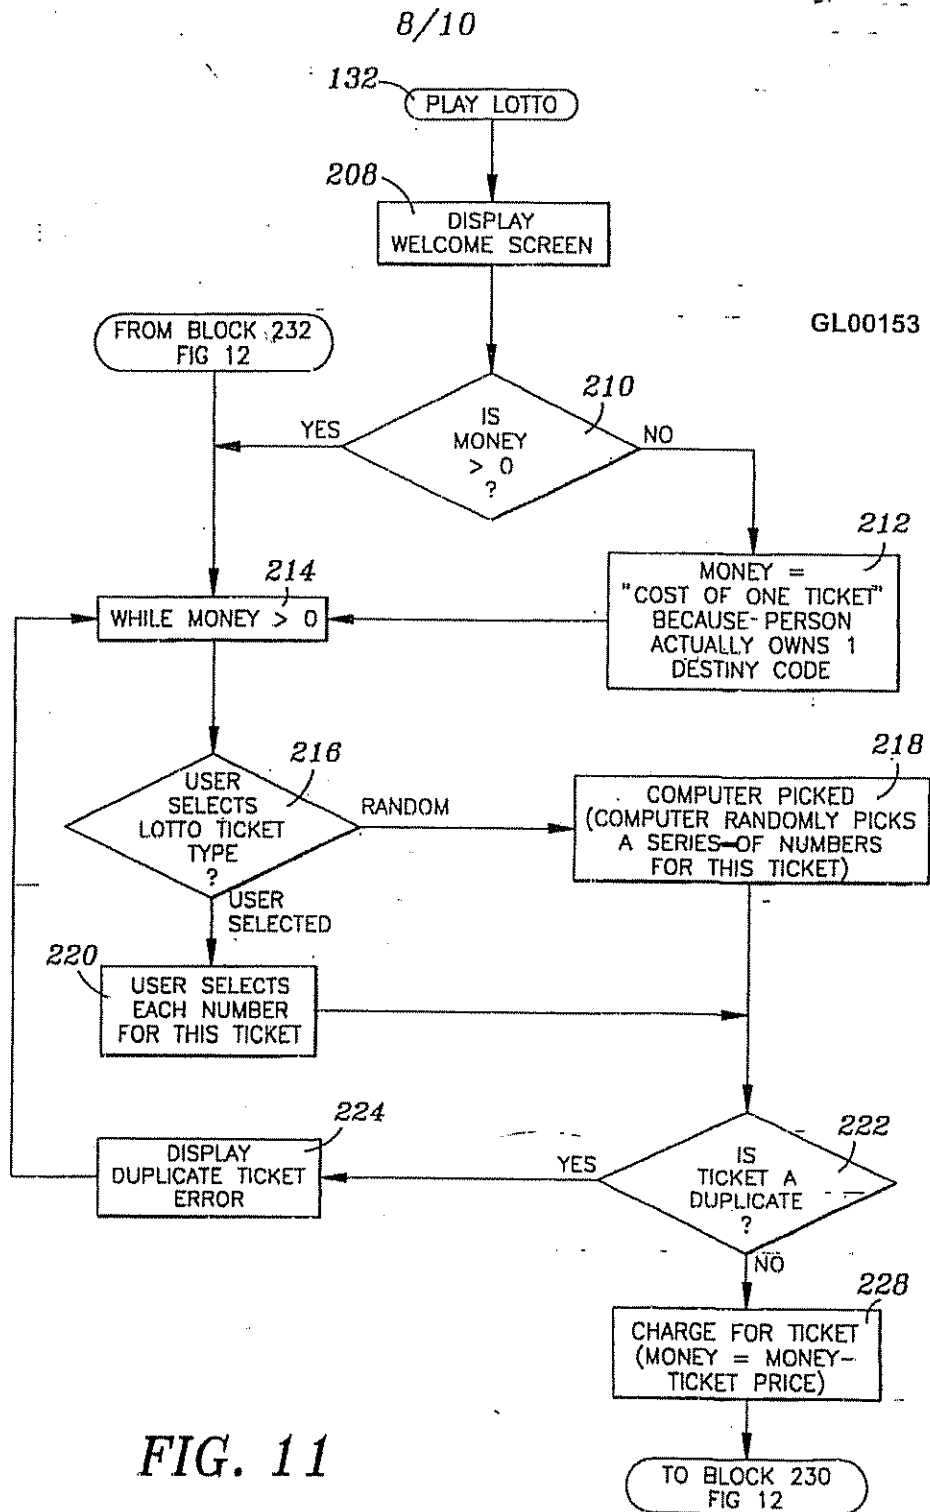 8/10
132
PLAY LOTTO
208
DISPLAY
WELCOME SCREEN
GL00153
FROM BLOCK 232
FIG 12
210
IS
MONEY
> 0
?
YES
NO
212
MONEY =
"COST OF ONE TICKET"
BECAUSE-PERSON
ACTUALLY OWNS 1
DESTINY CODE
214
WHILE MONEY > 0
216
USER
SELECTS
LOTTO TICKET
TYPE
?
RANDOM
USER
SELECTED
218
COMPUTER PICKED
(COMPUTER RANDOMLY PICKS
A SERIES-OF NUMBERS
FOR THIS TICKET)
220
USER SELECTS
EACH NUMBER
FOR THIS TICKET
224
DISPLAY
DUPLICATE TICKET
ERROR
222
IS
TICKET A
DUPLICATE
?
YES
NO
228
CHARGE FOR TICKET
(MONEY = MONEY-
TICKET PRICE)
TO BLOCK 230
FIG 12
FIG. 11